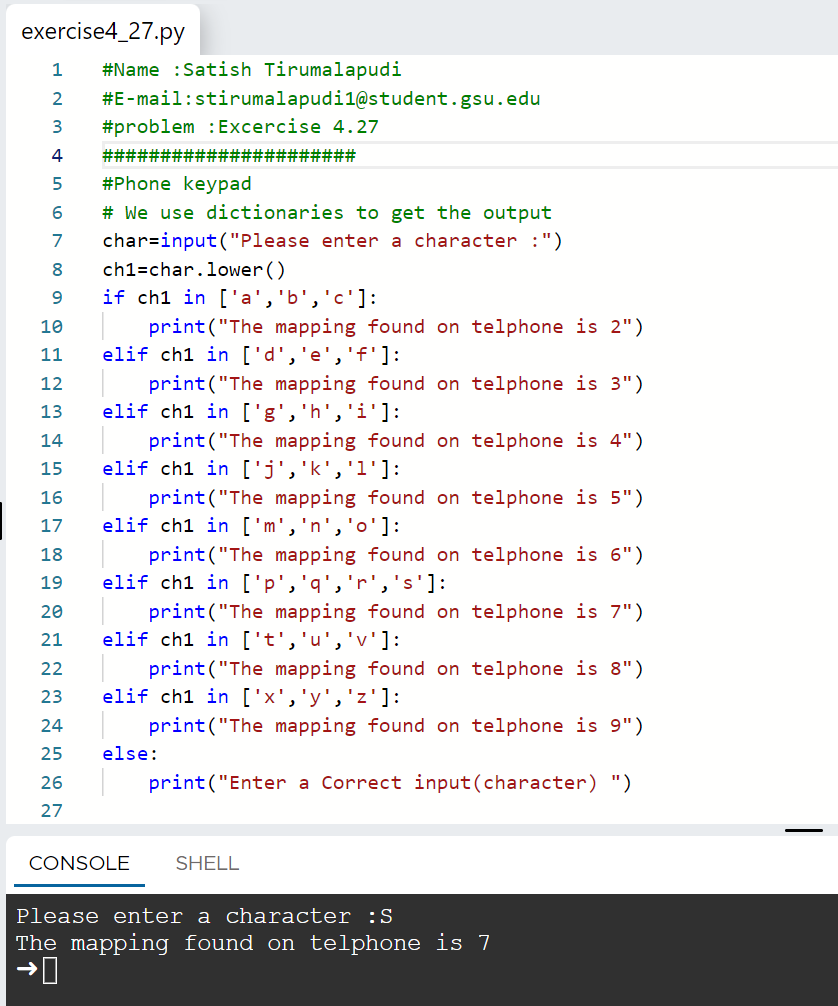 exercise4_27.py
1 #Name :Satish Tirumalapudi
2 #E-mail:stirumalapudi1@student.gsu.edu
3 #problem :Excercise 4.27
4 ######################
5 #Phone keypad
6 # We use dictionaries to get the output
7 char=input("Please enter a character :")
8 ch1=char.lower()
9 if ch1 in ['a','b','c']:
10     print("The mapping found on telphone is 2")
11 elif ch1 in ['d','e','f']:
12     print("The mapping found on telphone is 3")
13 elif ch1 in ['g','h','i']:
14     print("The mapping found on telphone is 4")
15 elif ch1 in ['j','k','l']:
16     print("The mapping found on telphone is 5")
17 elif ch1 in ['m','n','o']:
18     print("The mapping found on telphone is 6")
19 elif ch1 in ['p','q','r','s']:
20     print("The mapping found on telphone is 7")
21 elif ch1 in ['t','u','v']:
22     print("The mapping found on telphone is 8")
23 elif ch1 in ['x','y','z']:
24     print("The mapping found on telphone is 9")
25 else:
26     print("Enter a Correct input(character) ")
27
CONSOLE SHELL
Please enter a character :S
The mapping found on telphone is 7
➜